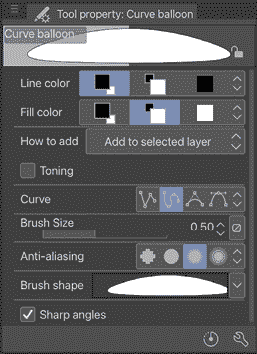 Tool property: Curve balloon
Curve balloon
Line color
Fill color
How to add Add to selected layer
Toning
Curve
Brush Size 0.50
Anti-aliasing
Brush shape
Sharp angles